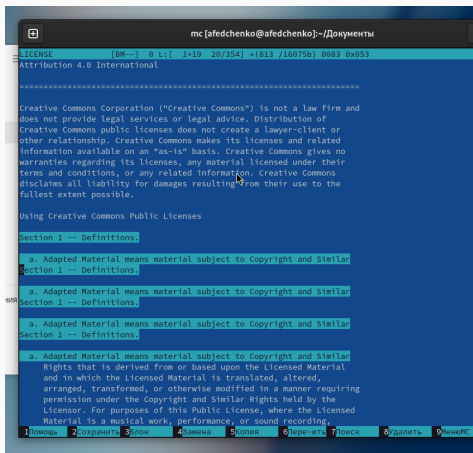 mc [afedchenko@afedchenko]:~/Документы
LICENSE [BM--] 0 L:[ 1+19 20/354] *(813 /16075b) 0083 0x053
Attribution 4.0 International
=======================================================================
Creative Commons Corporation ("Creative Commons") is not a law firm and
does not provide legal services or legal advice. Distribution of
Creative Commons public licenses does not create a lawyer-client or
other relationship. Creative Commons makes its licenses and related
information available on an "as-is" basis. Creative Commons gives no
warranties regarding its licenses, any material licensed under their
terms and conditions, or any related information. Creative Commons
disclaims all liability for damages resulting from their use to the
fullest extent possible.
Using Creative Commons Public Licenses
Section 1 -- Definitions.
a. Adapted Material means material subject to Copyright and Similar
Section 1 -- Definitions.
a. Adapted Material means material subject to Copyright and Similar
Section 1 -- Definitions.
a. Adapted Material means material subject to Copyright and Similar
Section 1 -- Definitions.
a. Adapted Material means material subject to Copyright and Similar
Rights that is derived from or based upon the Licensed Material
and in which the Licensed Material is translated, altered,
arranged, transformed, or otherwise modified in a manner requiring
permission under the Copyright and Similar Rights held by the
Licensor. For purposes of this Public License, where the Licensed
Material is a musical work, performance, or sound recording,
1Помощь 2Сохранить 3Блок 4Замена 5Копия 6Пере~ить 7Поиск 8Удалить 9МенюMC